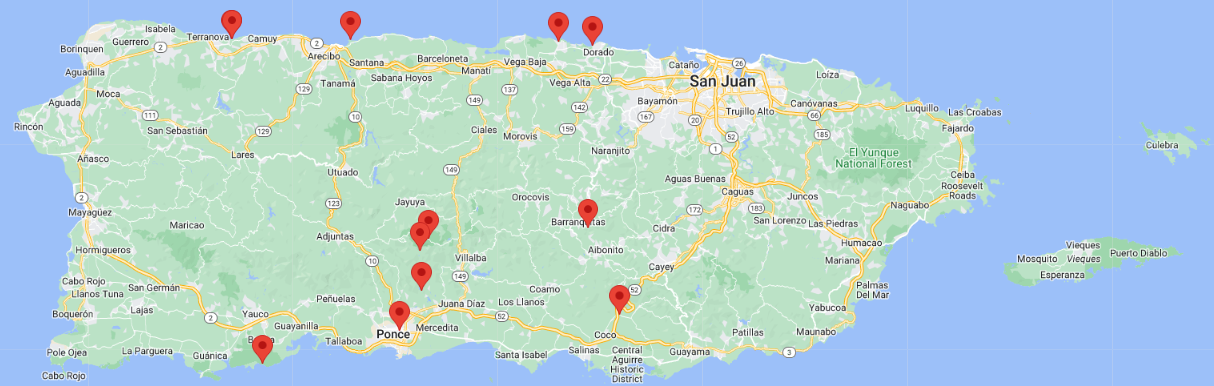 Isabela
Guerrero
Terranova
Camuy
Borinquen
2
2
Arecibo
Dorado
Santana
Barceloneta
Vega Baja
Cataño
26
Aguadilla
Sabana Hoyos
Manati
22
Vega Alta
San Juan
Loiza
Moca
Tanamá
129
149
137
142
Bayamón
Canóvanas
Luquillo
Las Croabas
Aguada
111
10
167
20
Trujillo Alto
66
Rincón
San Sebastián
129
Ciales
Morovis
159
52
185
Fajardo
Añasco
Lares
Naranjito
1
El Yunque
National Forest
Culebra
149
Utuado
Aguas Buenas
Ceiba
Roosevelt
Roads
2
Caguas
123
Jayuya
Orocovis
172
183
Juncos
Naguabo
Mayagüez
Maricao
Barranquitas
Cidra
San Lorenzo
Las Piedras
Adjuntas
Humacao
Hormigueros
Villalba
Aibonito
Mariana
Vieques
Vieques
Mosquito
Puerto Diablo
Esperanza
10
149
Cayey
Cabo Rojo
Llanos Tuna
San Germán
Coamo
52
Palmas
Del Mar
Peñuelas
Juana Díaz
Los Llanos
Yabucoa
Boquerón
Lajas
2
Yauco
Guayanilla
52
Ponce
Mercedita
Coco
Patillas
Maunabo
Tallaboa
Pole Ojea
La Parguera
Guánica
Santa Isabel
Salinas
Central
Aguirre
Historic
District
Guayama
3
Cabo Rojo